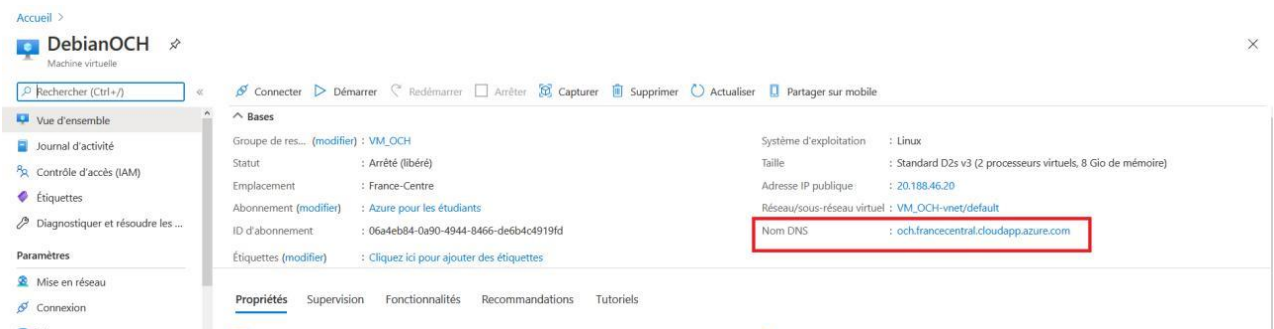 Accueil >
DebianOCH
Machine virtuelle
Rechercher (Ctrl+/)
«
Connecter Démarrer Redémarrer Arrêter Capturer Supprimer Actualiser Partager sur mobile
Vue d'ensemble
Journal d'activité
Contrôle d'accès (IAM)
Étiquettes
Diagnostiquer et résoudre les ...
Paramètres
Mise en réseau
Connexion
Bases
Groupe de res... (modifier) : VM_OCH
Statut : Arrêté (libéré)
Emplacement : France-Centre
Abonnement (modifier) : Azure pour les étudiants
ID d'abonnement : 06a4eb84-0a90-4944-8466-de6b4c4919fd
Étiquettes (modifier) : Cliquez ici pour ajouter des étiquettes
Système d'exploitation : Linux
Taille : Standard D2s v3 (2 processeurs virtuels, 8 Gio de mémoire)
Adresse IP publique : 20.188.46.20
Réseau/sous-réseau virtuel : VM_OCH-vnet/default
Nom DNS : och.francecentral.cloudapp.azure.com
Propriétés Supervision Fonctionnalités Recommandations Tutoriels